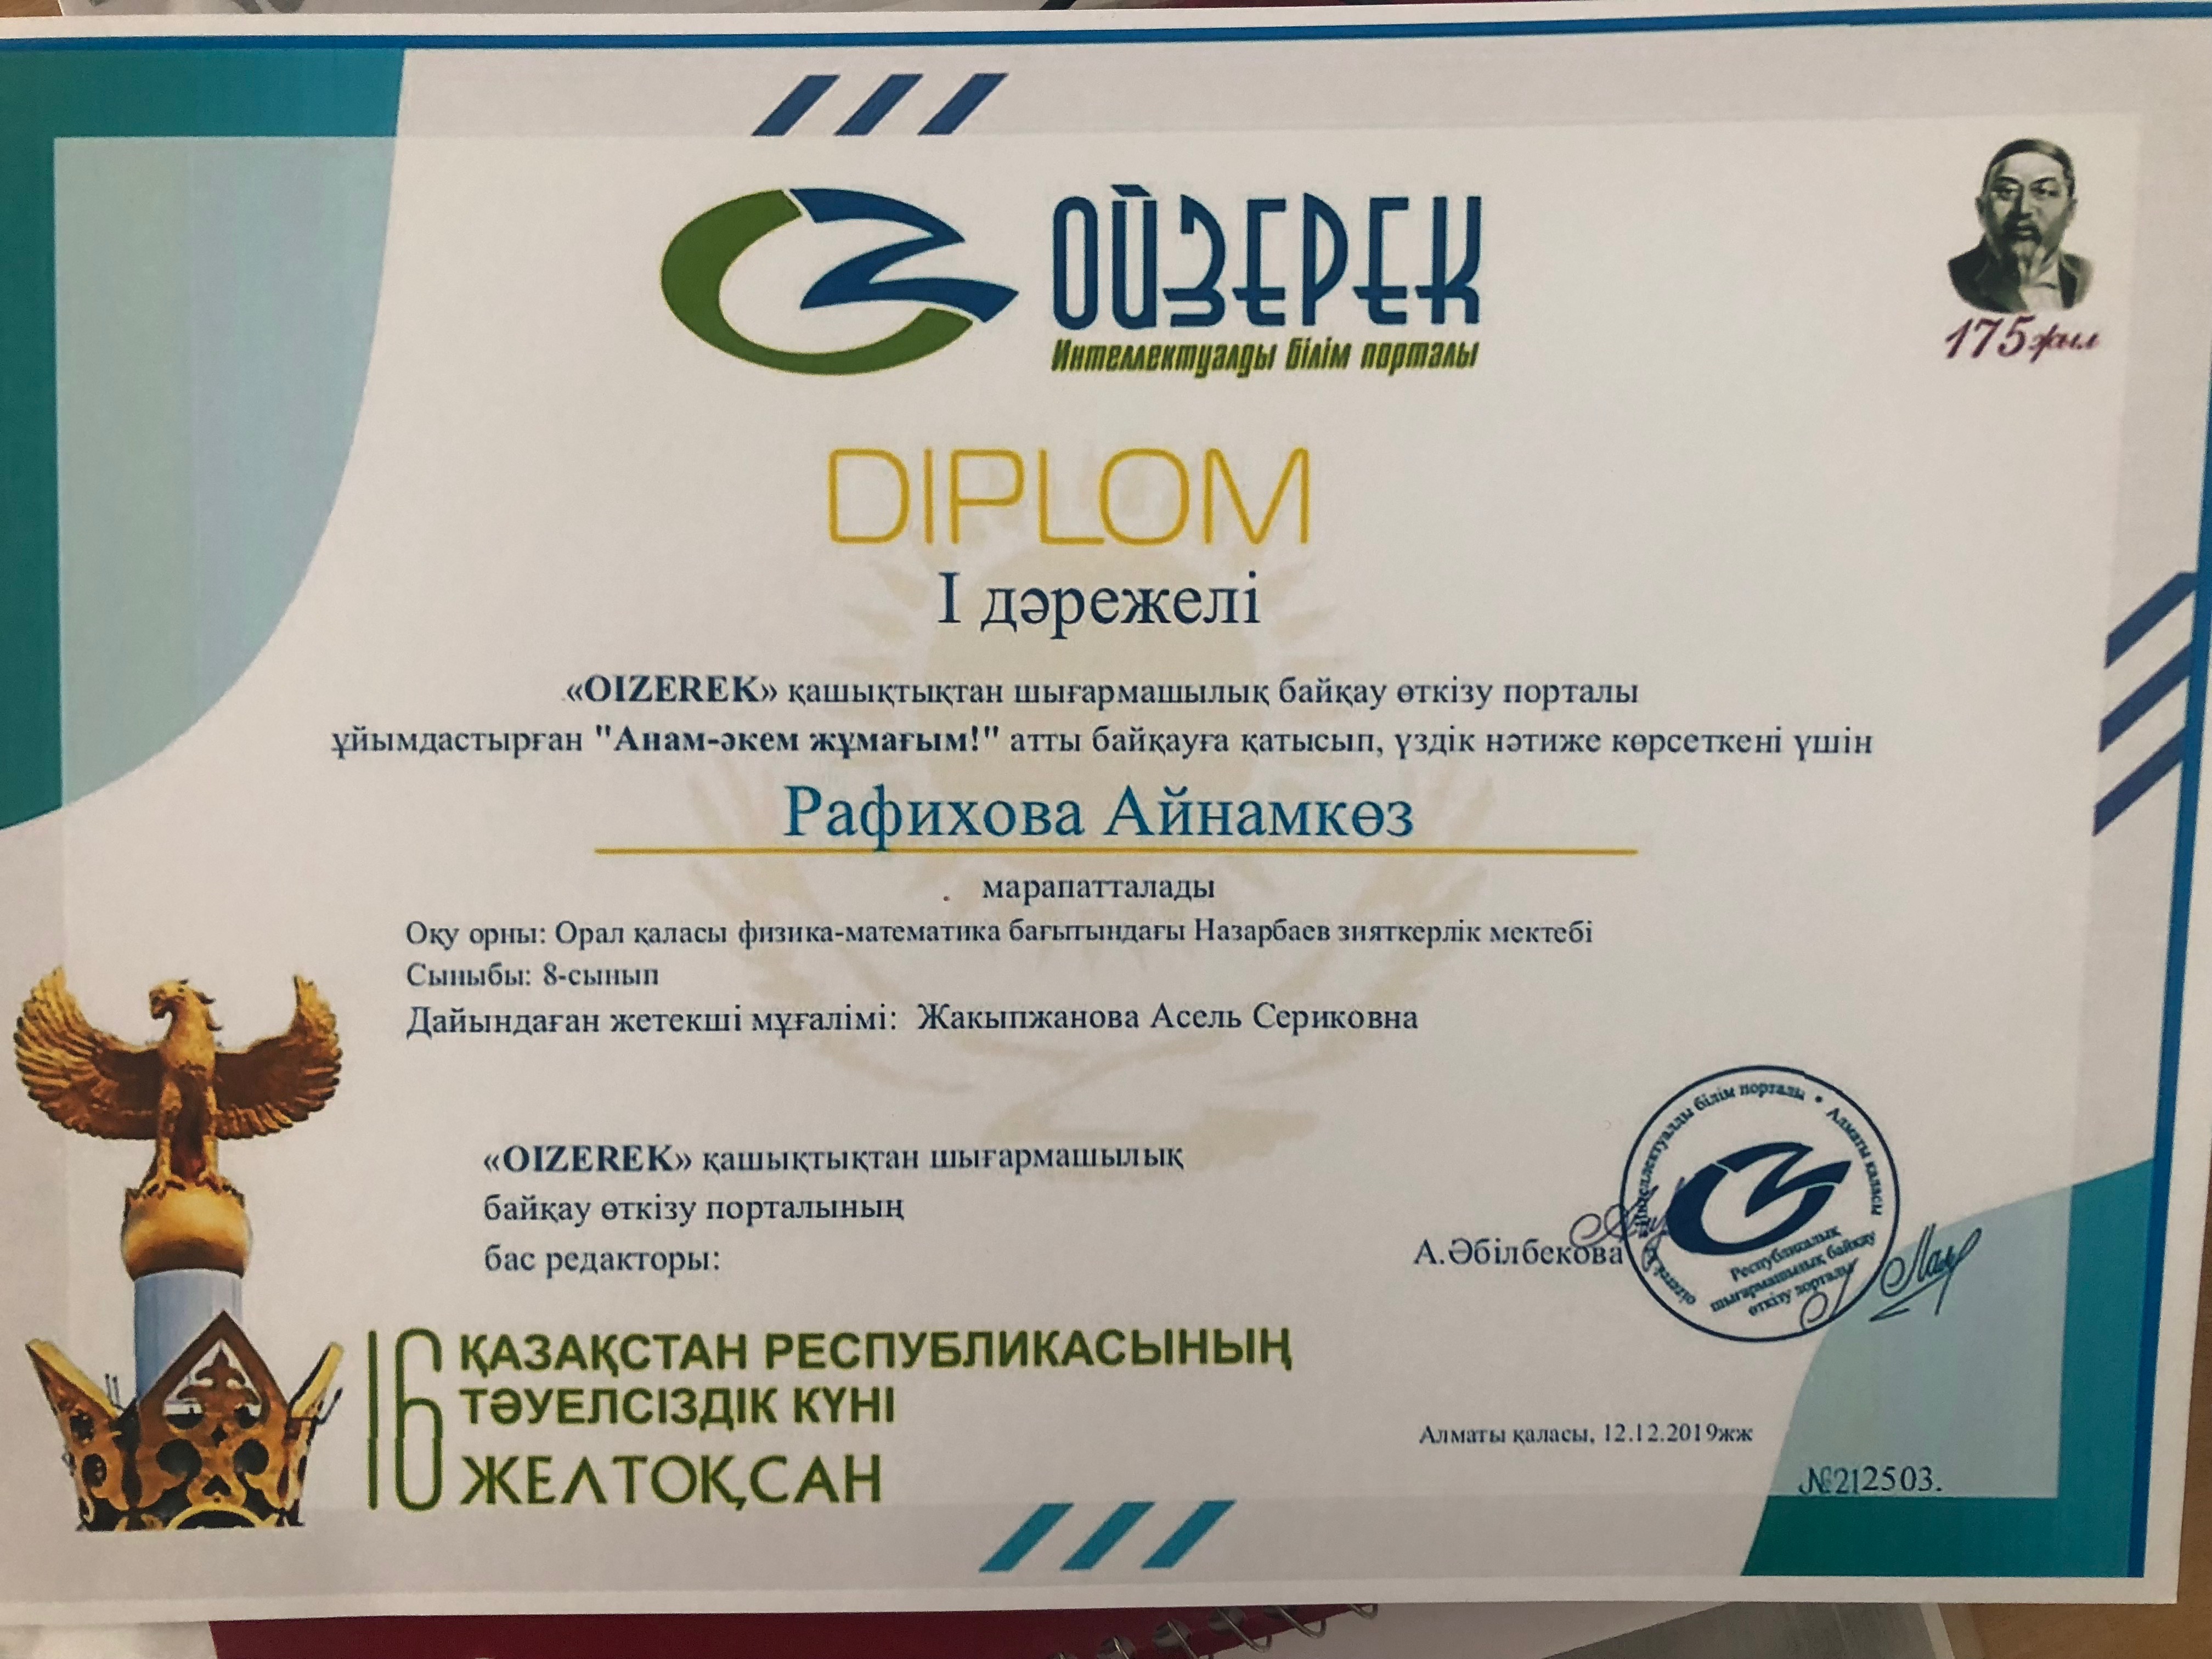 ОЙЗЕРЕК
Интеллектуалды білім порталы
175 жыл
DIPLOM
І дәрежелі
«OIZEREK» қашықтықтан шығармашылық байқау өткізу порталы
ұйымдастырған "Анам-әкем жұмағым!" атты байқауға қатысып, үздік нәтиже көрсеткені үшін
Рафихова Айнамкөз
марапатталады
Оқу орны: Орал қаласы физика-математика бағытындағы Назарбаев зияткерлік мектебі
Сыныбы: 8-сынып
Дайындаған жетекші мұғалімі: Жакыпжанова Асель Сериковна
«OIZEREK» қашықтықтан шығармашылық
байқау өткізу порталының
бас редакторы:
А.Әбілбекова
Интеллектуалды білім порталы • Алматы қаласы
oizerek
Республикалық
шығармашылық байқау
өткізу порталы
16
ҚАЗАҚСТАН РЕСПУБЛИКАСЫНЫҢ
ТӘУЕЛСІЗДІК КҮНІ
ЖЕЛТОҚСАН
Алматы қаласы, 12.12.2019жж
№212503.